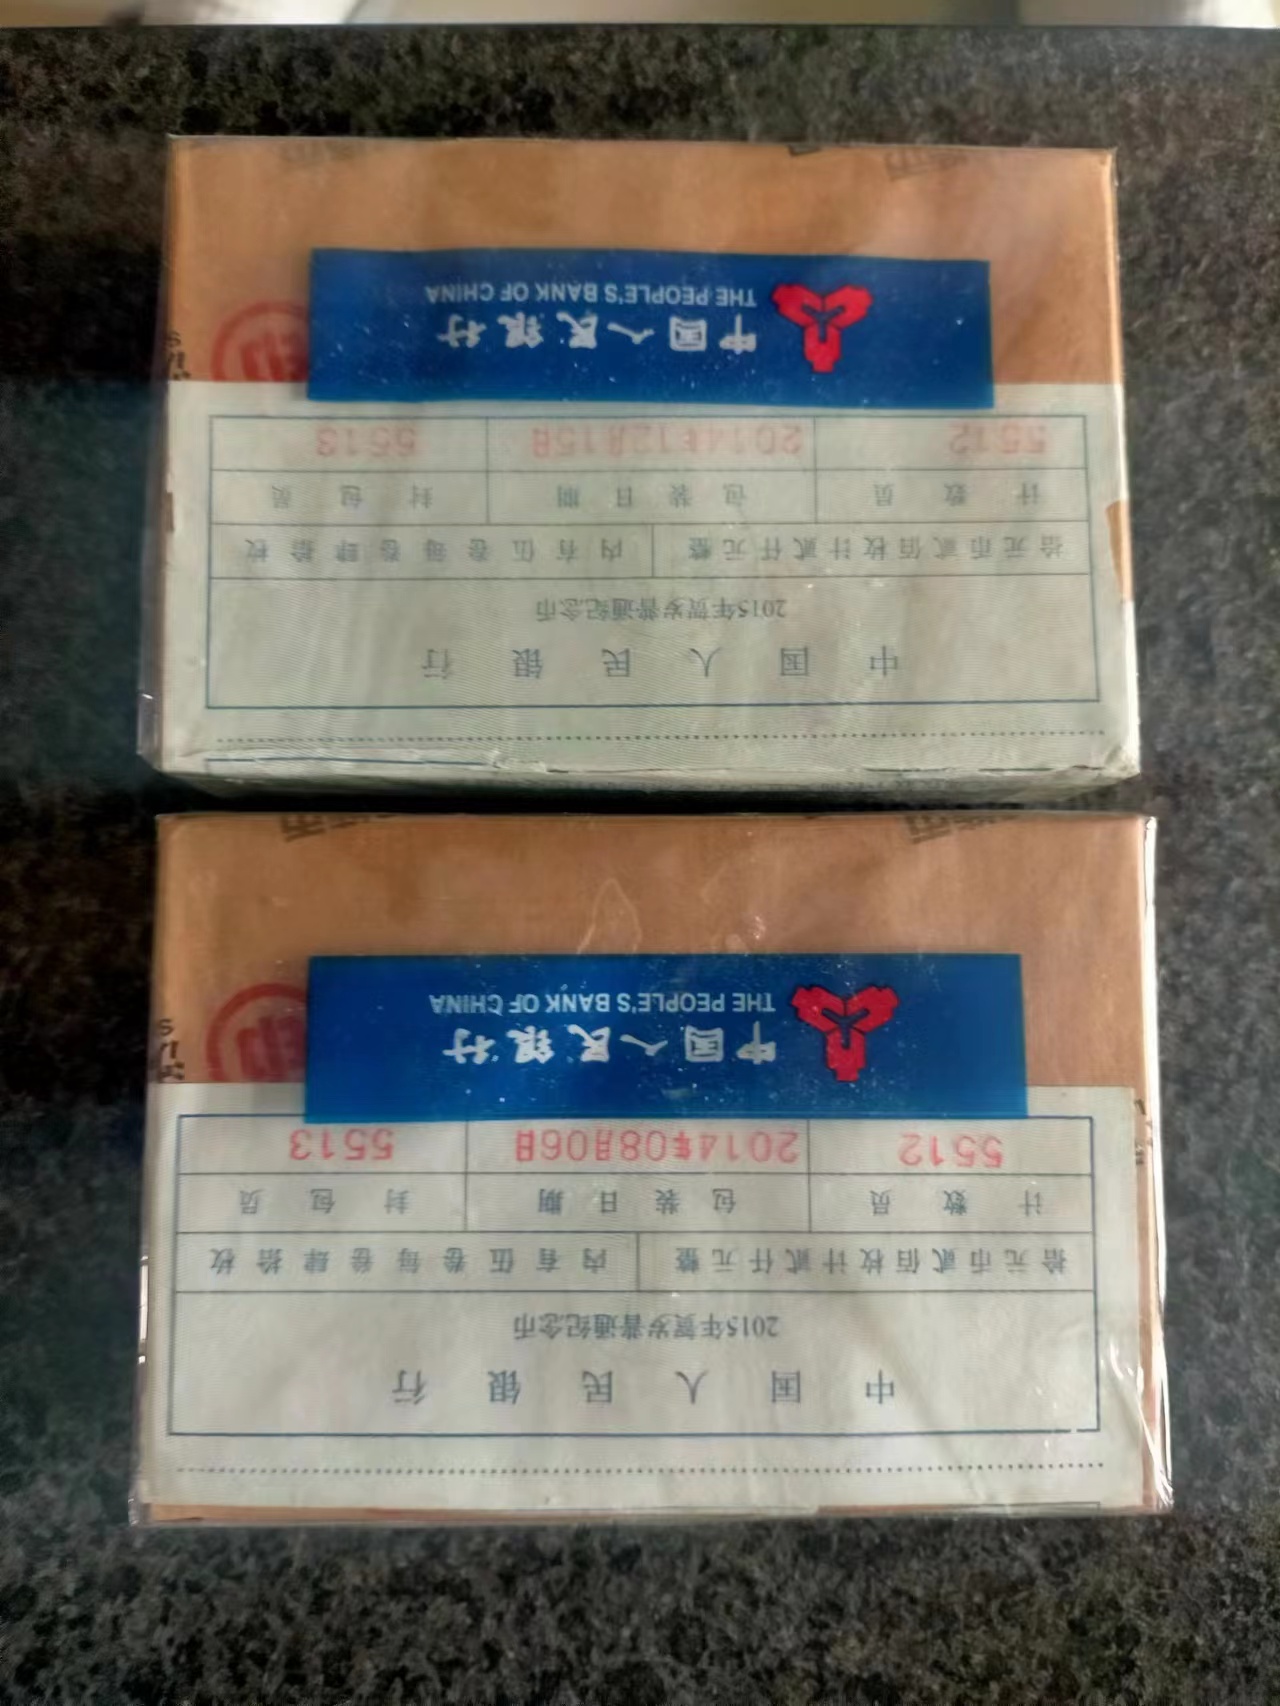 中国人民银行
2015年贺岁普通纪念币
拾元币贰佰枚计贰仟元整 内有伍卷每卷肆拾枚
计数员 包装日期 封包员
5512 2014年08月06日 5513
中国人民银行
THE PEOPLE'S BANK OF CHINA
中国人民银行
2015年贺岁普通纪念币
拾元币贰佰枚计贰仟元整 内有伍卷每卷肆拾枚
计数员 包装日期 封包员
5512 2014年12月15日 5513
中国人民银行
THE PEOPLE'S BANK OF CHINA